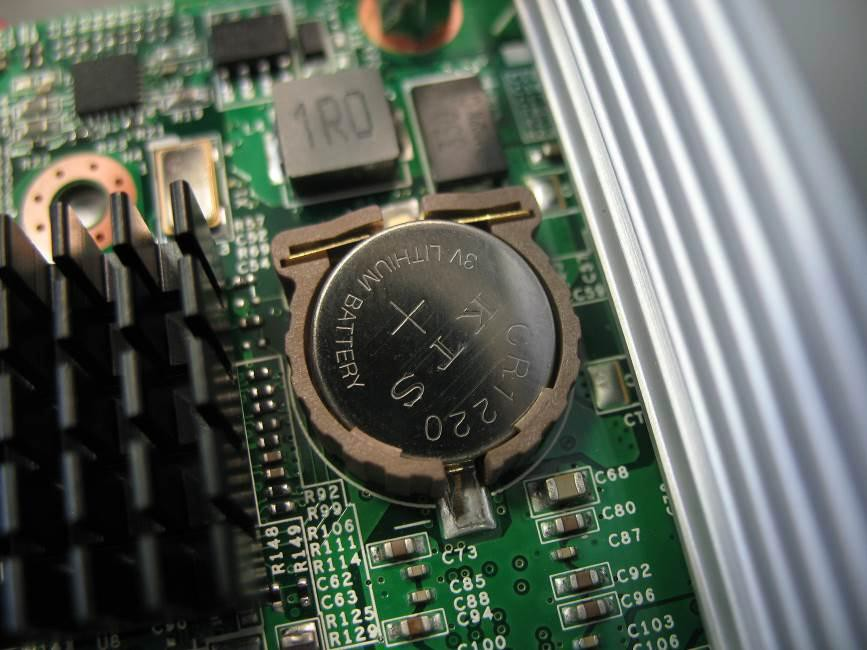 1R0
3V LITHIUM BATTERY
+
KTS
CR1220
R92
R99
R106
R111
R114
C62
C63
R125
R129
R148
R149
C73
C85
C88
C94
C100
C68
C80
C87
C92
C96
C103
C106